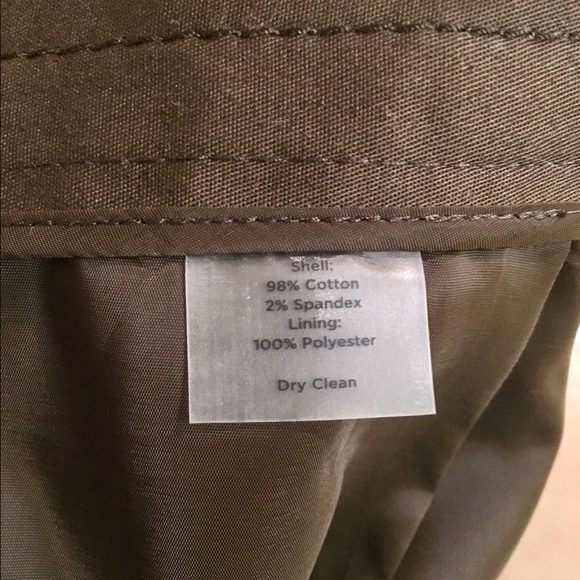 Shell:
98% Cotton
2% Spandex
Lining:
100% Polyester
Dry Clean